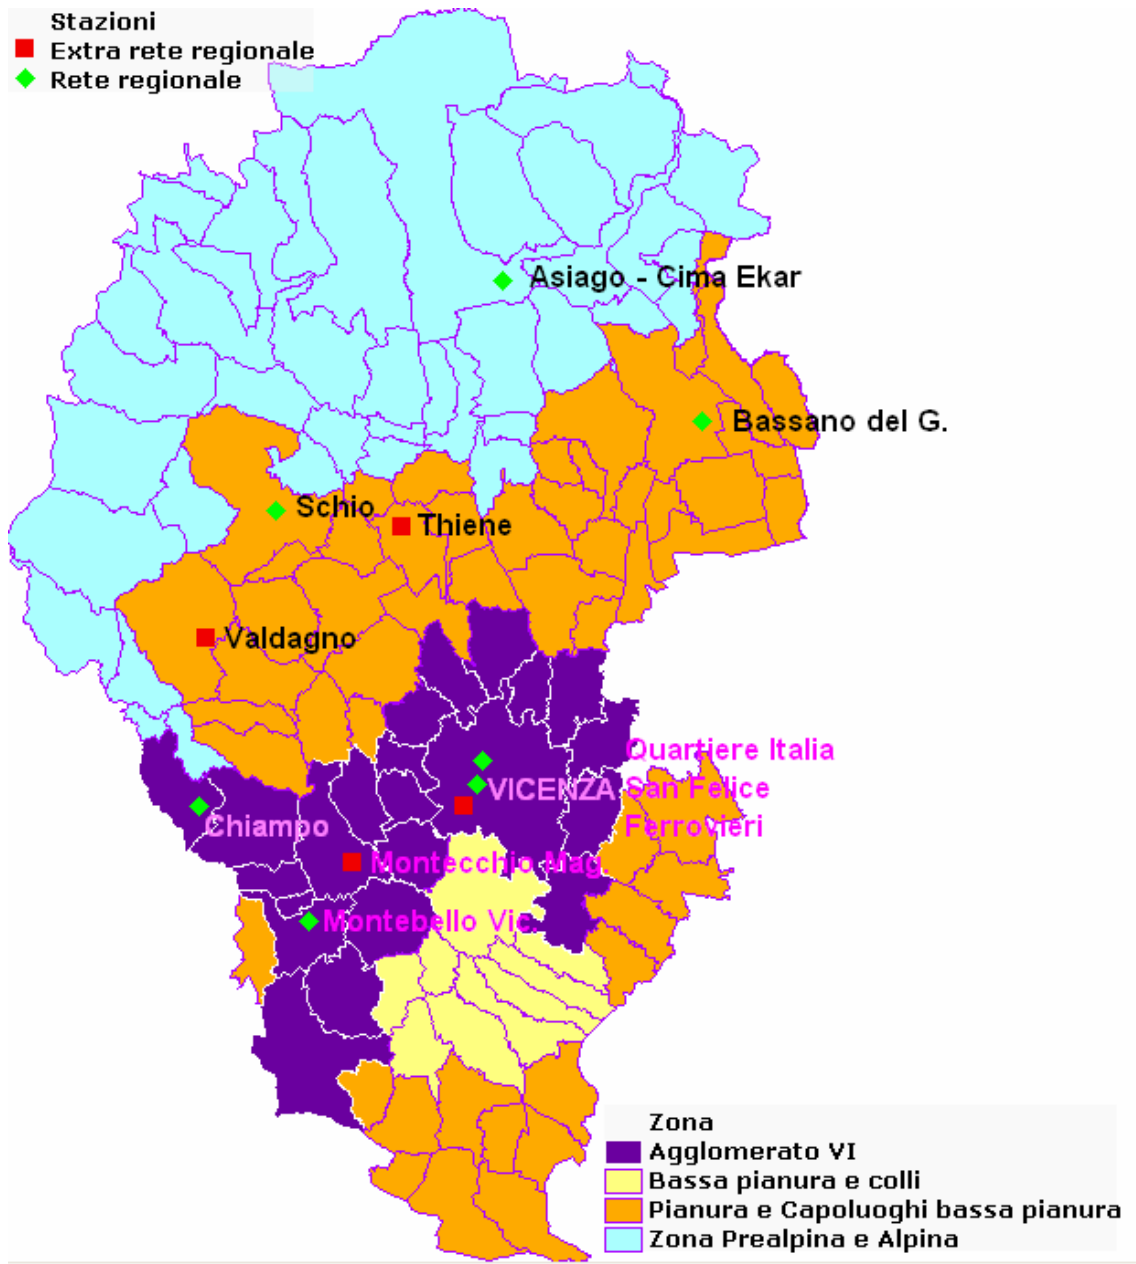 Stazioni
Extra rete regionale
Rete regionale
Asiago - Cima Ekar
Bassano del G.
Schio
Thiene
Valdagno
Quartiere Italia
VICENZA San Felice
Chiampo
Ferrovieri
Montecchio Mag.
Montebello Vic.
Zona
Agglomerato VI
Bassa pianura e colli
Pianura e Capoluoghi bassa pianura
Zona Prealpina e Alpina